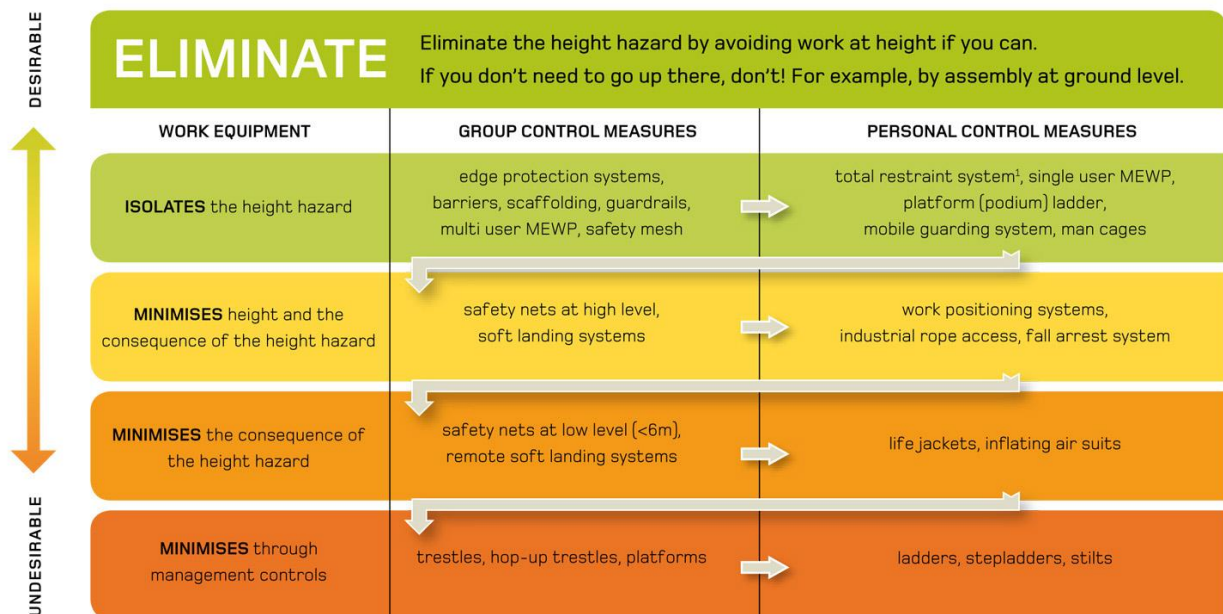 DESIRABLE
ELIMINATE
Eliminate the height hazard by avoiding work at height if you can.
If you don't need to go up there, don't! For example, by assembly at ground level.
WORK EQUIPMENT
GROUP CONTROL MEASURES
PERSONAL CONTROL MEASURES
ISOLATES the height hazard
edge protection systems,
barriers, scaffolding, guardrails,
multi user MEWP, safety mesh
total restraint system¹, single user MEWP,
platform (podium) ladder,
mobile guarding system, man cages
MINIMISES height and the
consequence of the height hazard
safety nets at high level,
soft landing systems
work positioning systems,
industrial rope access, fall arrest system
MINIMISES the consequence of
the height hazard
safety nets at low level (<6m),
remote soft landing systems
life jackets, inflating air suits
MINIMISES through
management controls
trestles, hop-up trestles, platforms
ladders, stepladders, stilts
UNDESIRABLE